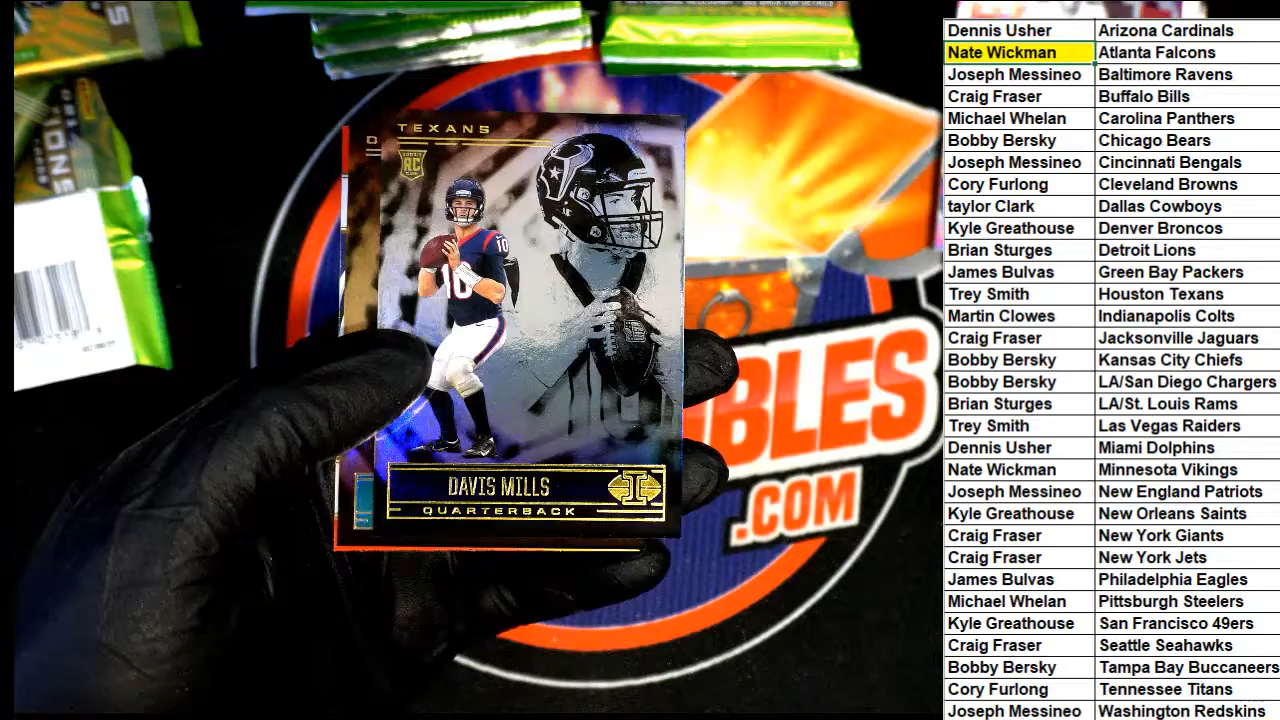 TEXANS
RC
10
10
DAVIS MILLS
I
QUARTERBACK
BLES
.COM
Dennis Usher Arizona Cardinals
Nate Wickman Atlanta Falcons
Joseph Messineo Baltimore Ravens
Craig Fraser Buffalo Bills
Michael Whelan Carolina Panthers
Bobby Bersky Chicago Bears
Joseph Messineo Cincinnati Bengals
Cory Furlong Cleveland Browns
taylor Clark Dallas Cowboys
Kyle Greathouse Denver Broncos
Brian Sturges Detroit Lions
James Bulvas Green Bay Packers
Trey Smith Houston Texans
Martin Clowes Indianapolis Colts
Craig Fraser Jacksonville Jaguars
Bobby Bersky Kansas City Chiefs
Bobby Bersky LA/San Diego Chargers
Brian Sturges LA/St. Louis Rams
Trey Smith Las Vegas Raiders
Dennis Usher Miami Dolphins
Nate Wickman Minnesota Vikings
Joseph Messineo New England Patriots
Kyle Greathouse New Orleans Saints
Craig Fraser New York Giants
Craig Fraser New York Jets
James Bulvas Philadelphia Eagles
Michael Whelan Pittsburgh Steelers
Kyle Greathouse San Francisco 49ers
Craig Fraser Seattle Seahawks
Bobby Bersky Tampa Bay Buccaneers
Cory Furlong Tennessee Titans
Joseph Messineo Washington Redskins